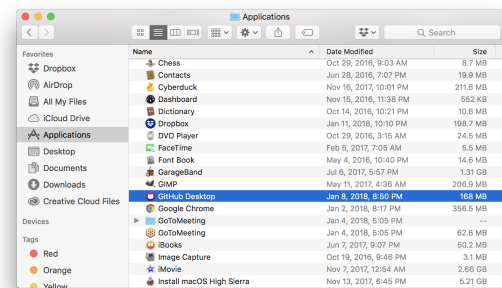 Applications
Search
Favorites
Dropbox
AirDrop
All My Files
iCloud Drive
Applications
Desktop
Documents
Downloads
Creative Cloud Files
Devices
Tags
Red
Orange
Yellow
Name Date Modified Size
Chess Oct 29, 2016, 9:03 AM 8.7 MB
Contacts Jun 28, 2016, 7:07 PM 19.9 MB
Cyberduck Nov 16, 2017, 10:01 PM 211.6 MB
Dashboard Nov 15, 2016, 11:38 PM 552 KB
Dictionary Oct 14, 2016, 10:21 PM 10.6 MB
Dropbox Jan 11, 2018, 10:10 PM 198.7 MB
DVD Player Oct 29, 2016, 3:15 AM 24.5 MB
FaceTime Feb 5, 2017, 7:05 AM 5.5 MB
Font Book May 4, 2016, 10:40 PM 14.6 MB
GarageBand Jul 6, 2017, 5:57 PM 1.31 GB
GIMP May 11, 2017, 4:36 AM 206.9 MB
GitHub Desktop Jan 8, 2018, 8:50 PM 168 MB
Google Chrome Jan 2, 2018, 8:17 PM 356.5 MB
GoToMeeting Jan 4, 2018, 5:05 PM --
GoToMeeting Jan 4, 2018, 5:05 PM 62.6 MB
iBooks Jun 7, 2017, 9:07 PM 50.2 MB
Image Capture Oct 19, 2016, 9:46 PM 3.1 MB
iMovie Nov 7, 2017, 12:54 AM 2.66 GB
Install macOS High Sierra Nov 13, 2017, 6:45 PM 5.21 GB